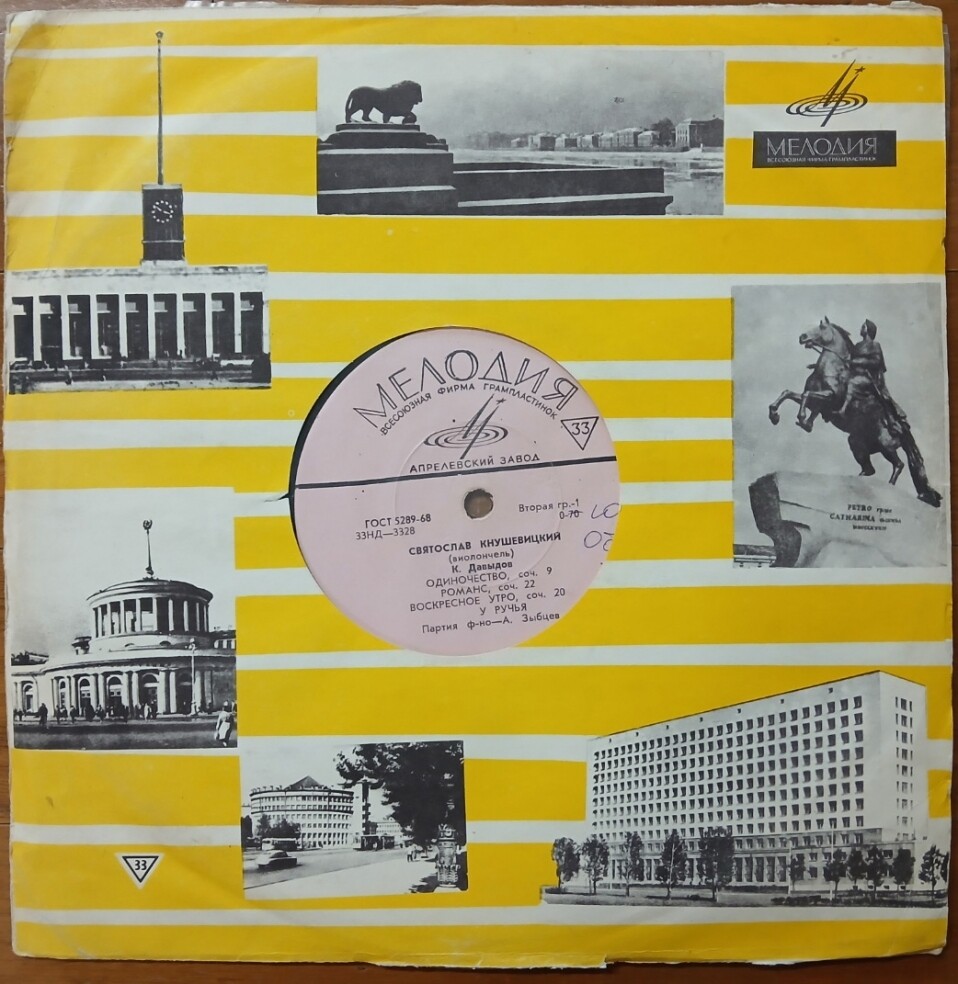 МЕЛОДИЯ
ВСЕСОЮЗНАЯ ФИРМА ГРАМПЛАСТИНОК
МЕЛОДИЯ
ВСЕСОЮЗНАЯ ФИРМА ГРАМПЛАСТИНОК
33
АПРЕЛЕВСКИЙ ЗАВОД
ГОСТ 5289-68
Вторая гр.-1
33НД—3328
0-70
СВЯТОСЛАВ КНУШЕВИЦКИЙ
(виолончель)
К. Давыдов
ОДИНОЧЕСТВО, соч. 9
РОМАНС, соч. 22
ВОСКРЕСНОЕ УТРО, соч. 20
У РУЧЬЯ
Партия ф-но—А. Зыбцев
PETRO
CATHARINA
33